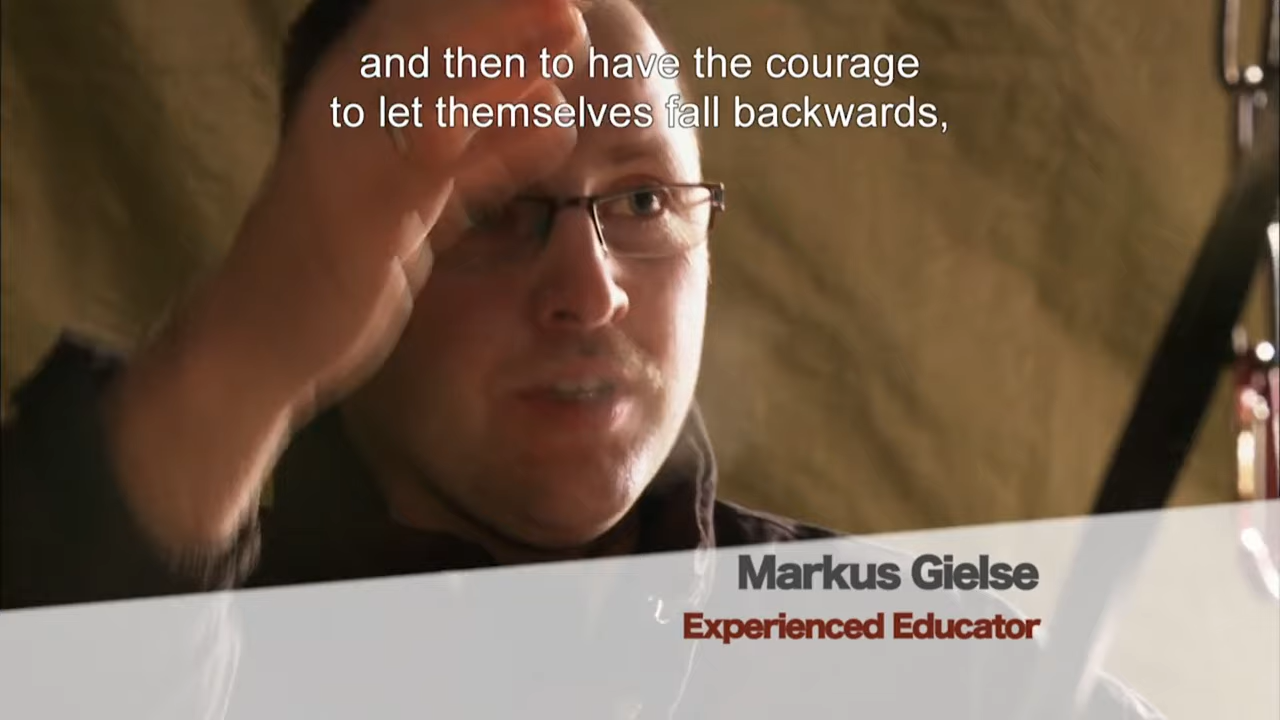 and then to have the courage
to let themselves fall backwards,
Markus Gielse
Experienced Educator